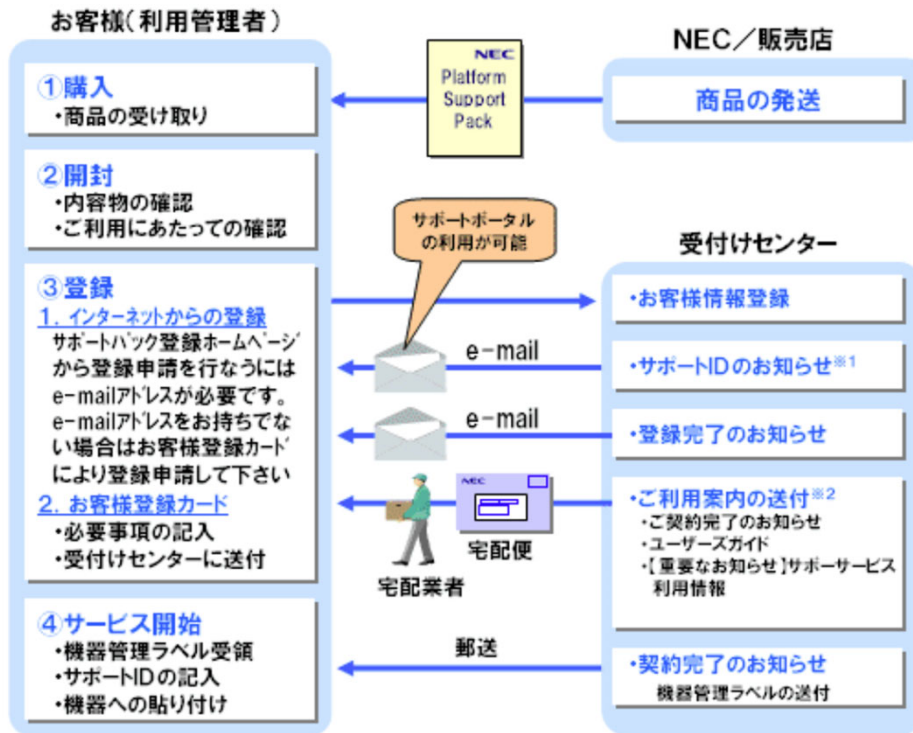 お客様(利用管理者)
①購入
・商品の受け取り
②開封
・内容物の確認
・ご利用にあたっての確認
③登録
1. インターネットからの登録
サポートパック登録ホームページ
から登録申請を行なうには
e-mailアドレスが必要です。
e-mailアドレスをお持ちでな
い場合はお客様登録カード
により登録申請して下さい
2. お客様登録カード
・必要事項の記入
・受付けセンターに送付
④サービス開始
・機器管理ラベル受領
・サポートIDの記入
・機器への貼り付け
NEC
Platform
Support
Pack
サポートポータル
の利用が可能
e-mail
e-mail
NEC
宅配便
宅配業者
郵送
NEC/販売店
商品の発送
受付けセンター
・お客様情報登録
・サポートIDのお知らせ※1
・登録完了のお知らせ
・ご利用案内の送付※2
・ご契約完了のお知らせ
・ユーザーズガイド
・【重要なお知らせ】サポーサービス
利用情報
・契約完了のお知らせ
機器管理ラベルの送付